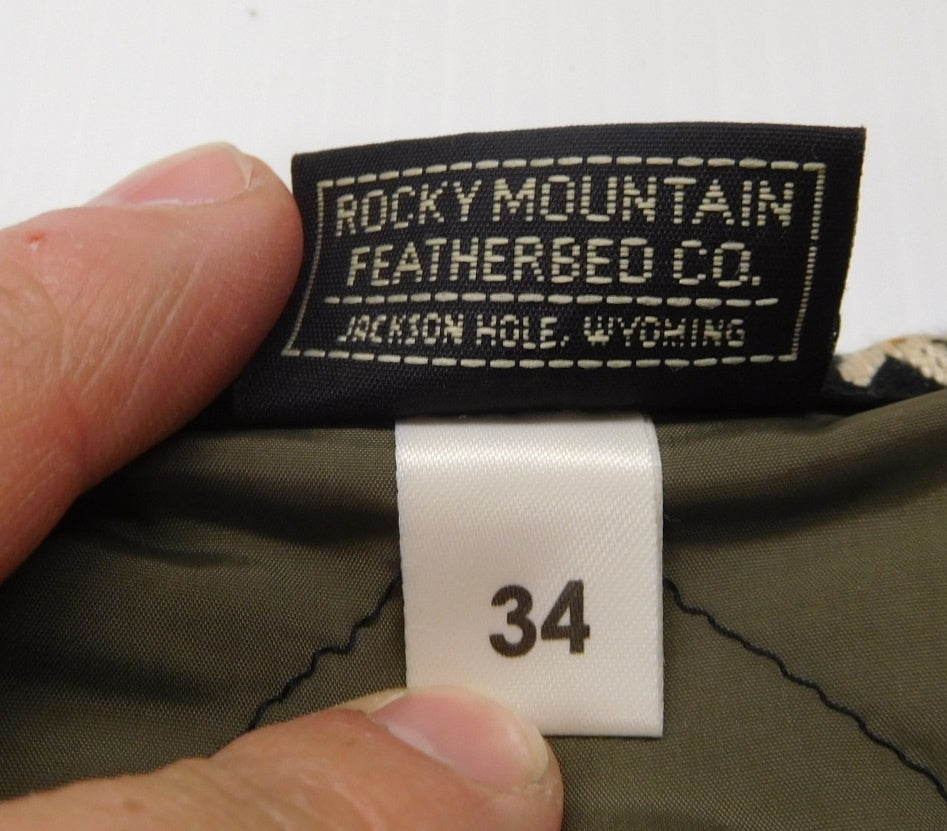 ROCKY MOUNTAIN
FEATHERBED CO.
JACKSON HOLE, WYOMING
34